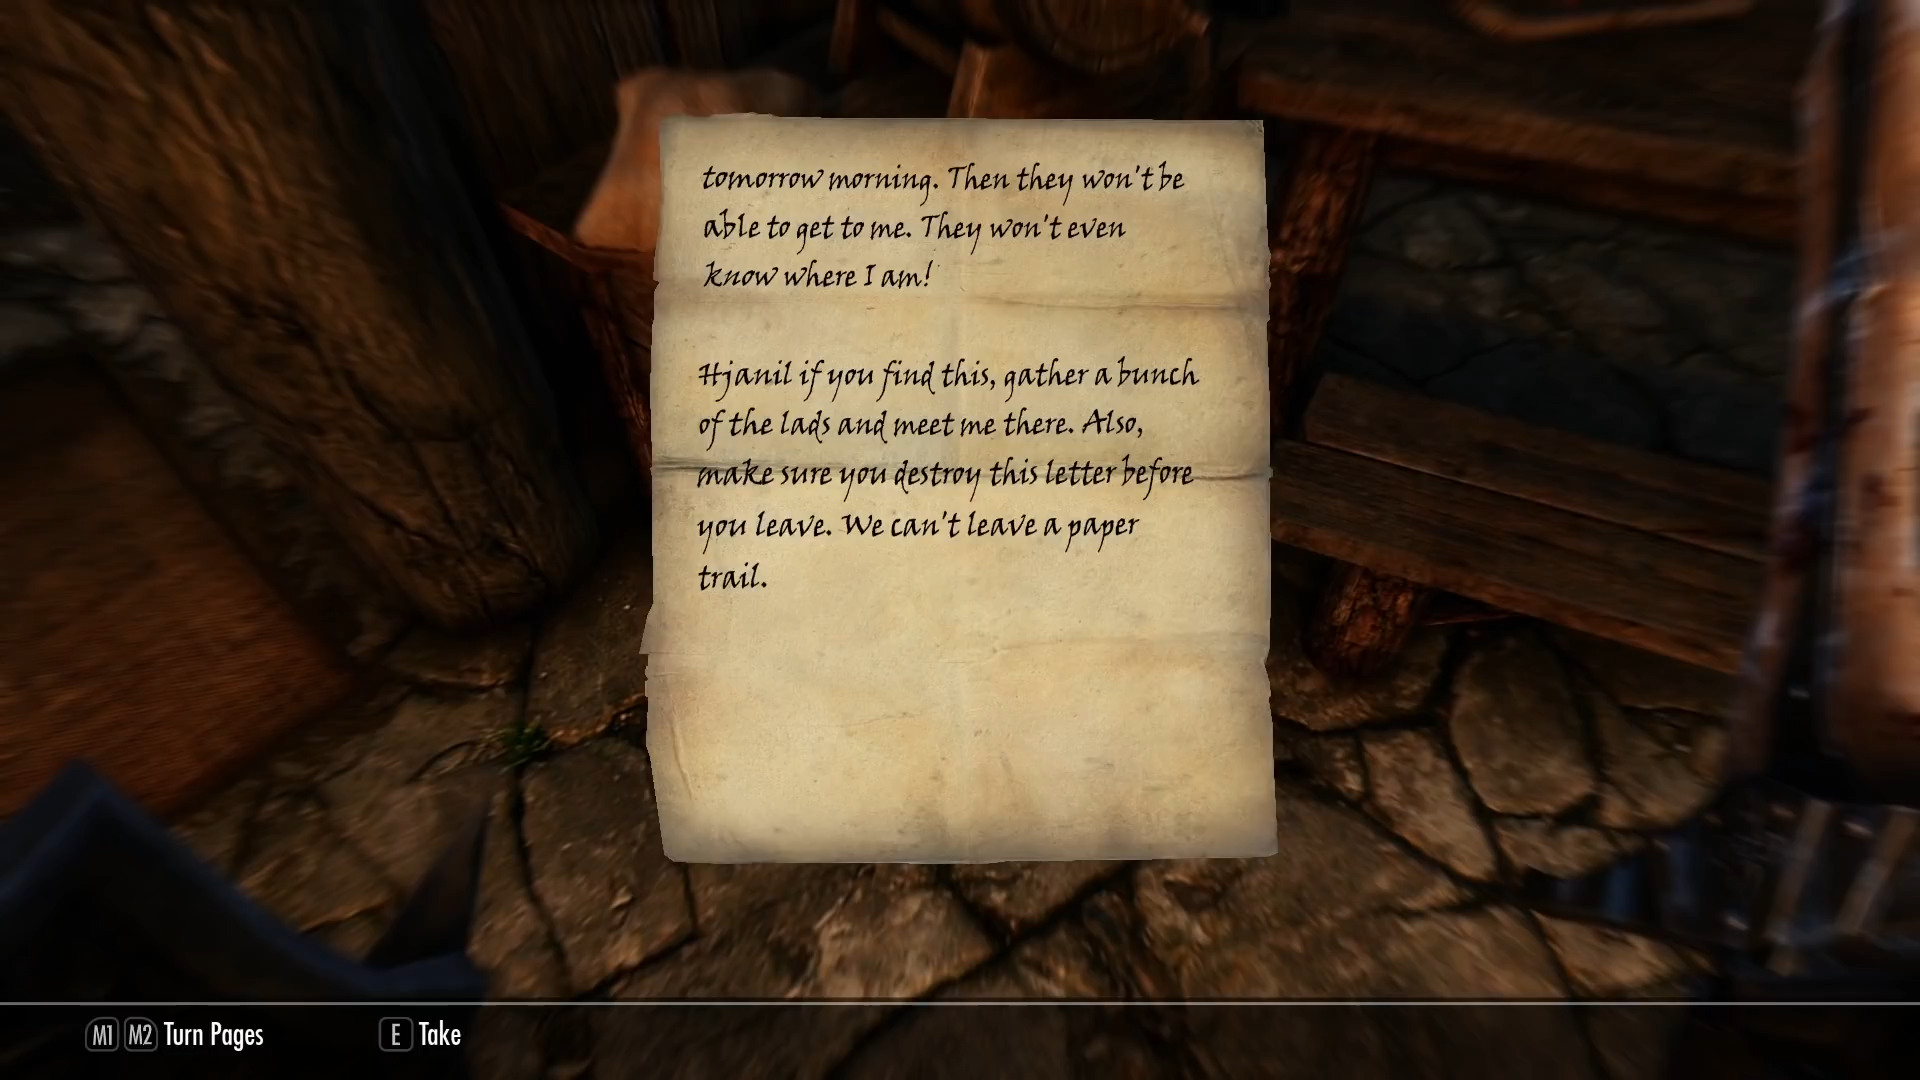 tomorrow morning. Then they won't be
able to get to me. They won't even
know where I am!
Hjanil if you find this, gather a bunch
of the lads and meet me there. Also,
make sure you destroy this letter before
you leave. We can't leave a paper
trail.
M1 M2 Turn Pages
E Take